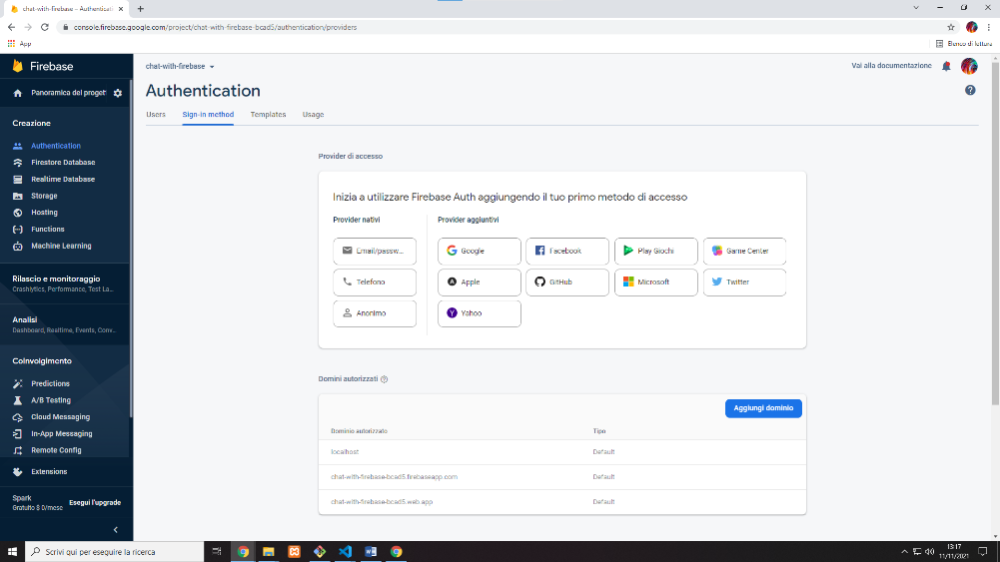 chat-with-firebase – Authenticati
console.firebase.google.com/project/chat-with-firebase-bcad5/authentication/providers
App
Elenco di lettura
Firebase
chat-with-firebase
Vai alla documentazione
Panoramica del progett
Authentication
Users
Sign-in method
Templates
Usage
Creazione
Authentication
Firestore Database
Realtime Database
Storage
Hosting
Functions
Machine Learning
Rilascio e monitoraggio
Crashlytics, Performance, Test La...
Analisi
Dashboard, Realtime, Events, Conv...
Coinvolgimento
Predictions
A/B Testing
Cloud Messaging
In-App Messaging
Remote Config
Extensions
Spark
Gratuito $ 0/mese
Esegui l'upgrade
Provider di accesso
Inizia a utilizzare Firebase Auth aggiungendo il tuo primo metodo di accesso
Provider nativi
Provider aggiuntivi
Email/passw...
Google
Facebook
Play Giochi
Game Center
Telefono
Apple
GitHub
Microsoft
Twitter
Anonimo
Yahoo
Domini autorizzati
Aggiungi dominio
Dominio autorizzato
Tipo
localhost
Default
chat-with-firebase-bcad5.firebaseapp.com
Default
chat-with-firebase-bcad5.web.app
Default
Scrivi qui per eseguire la ricerca
13:17
11/11/2021